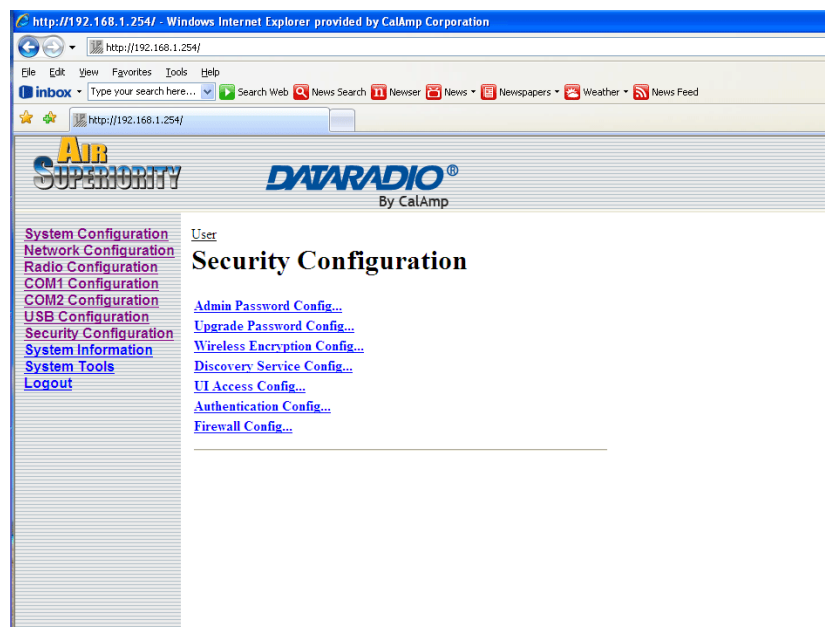 http://192.168.1.254/ - Windows Internet Explorer provided by CalAmp Corporation
http://192.168.1.254/
File Edit View Favorites Tools Help
inbox Type your search here... Search Web News Search Newser News Newspapers Weather News Feed
http://192.168.1.254/
AIR
SUPERIORITY
DATARADIO®
By CalAmp
System Configuration
Network Configuration
Radio Configuration
COM1 Configuration
COM2 Configuration
USB Configuration
Security Configuration
System Information
System Tools
Logout
User
Security Configuration
Admin Password Config...
Upgrade Password Config...
Wireless Encryption Config...
Discovery Service Config...
UI Access Config...
Authentication Config...
Firewall Config...